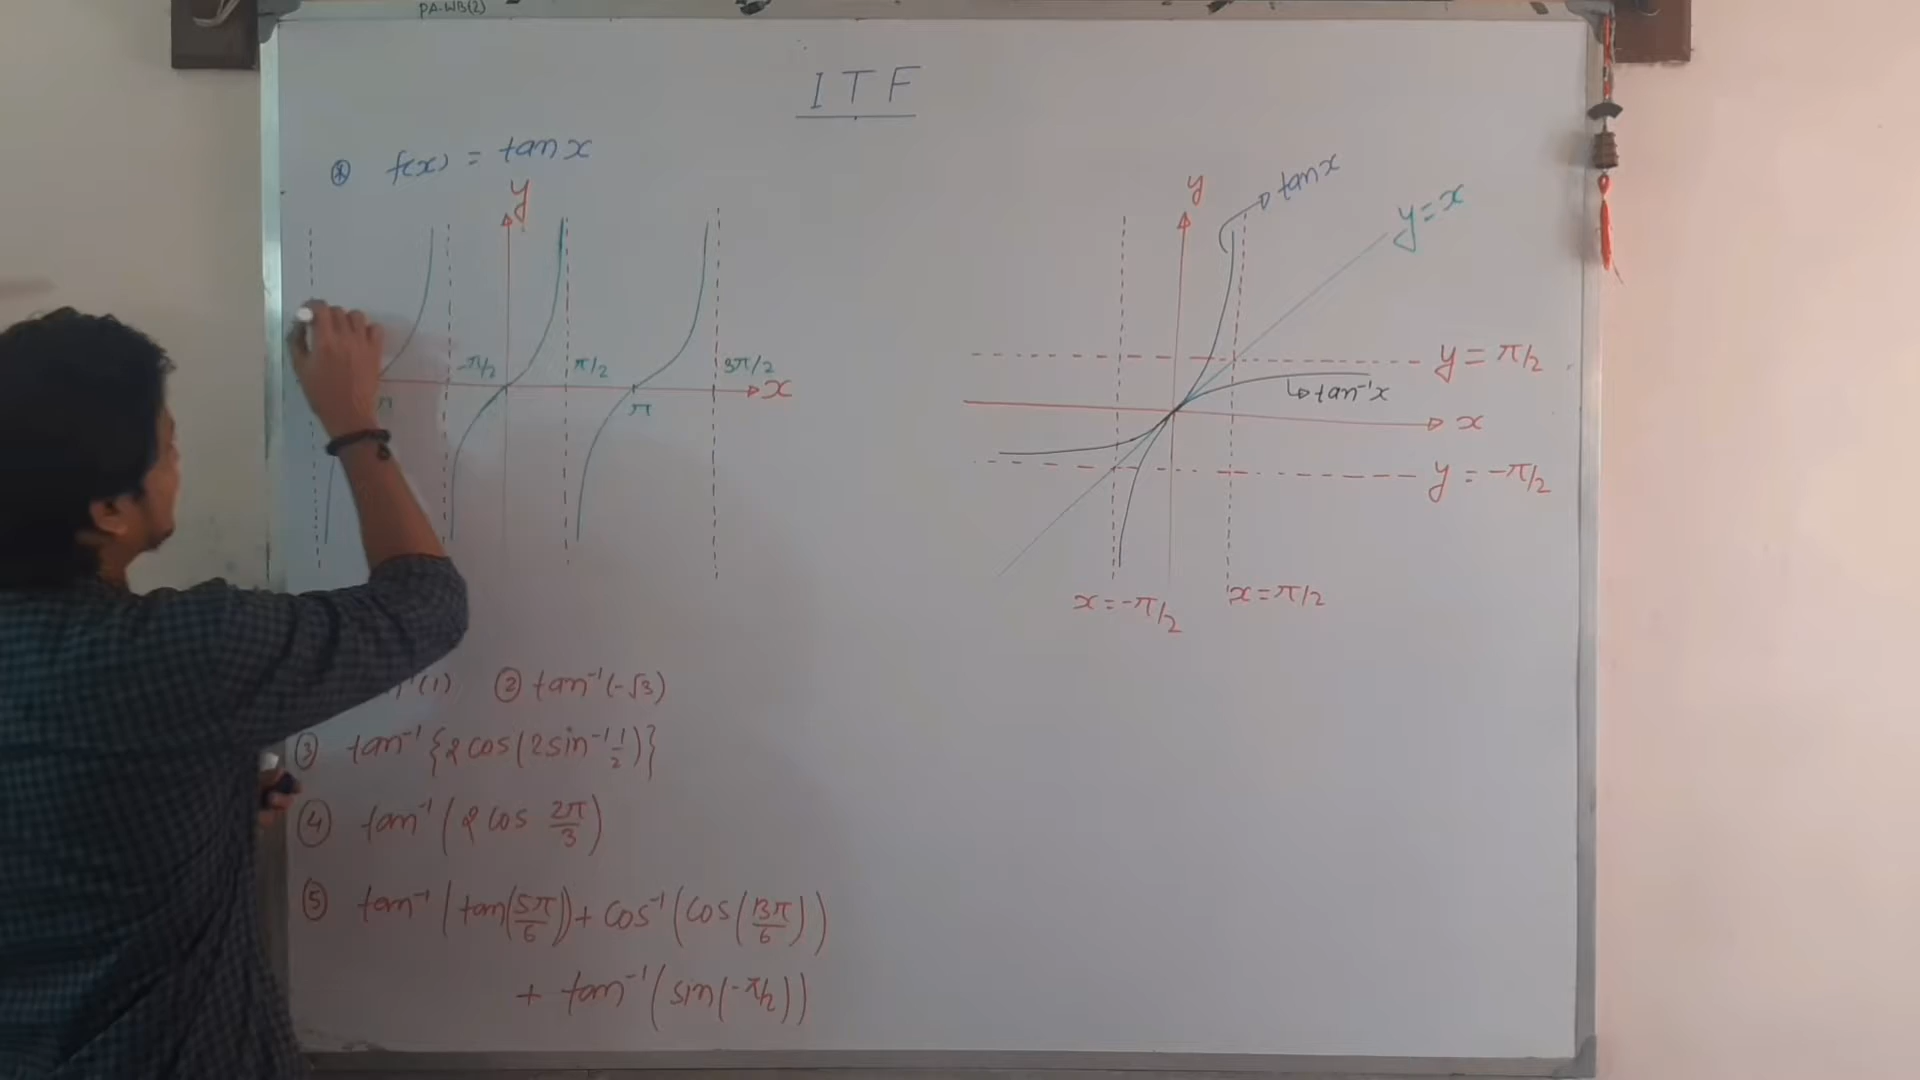 PA-WB(2)
I T F
f(x) = tan x
y
-π/2
π/2
3π/2
x
π
π
y
tan x
y = x
y = π/2
tan⁻¹x
x
y = -π/2
x = -π/2
x = π/2
⁻¹(1) ② tan⁻¹(-√3)
③ tan⁻¹{2 cos(2 sin⁻¹ 1/2)}
④ tan⁻¹(2 cos 2π/3)
⑤ tan⁻¹(tan(5π/6)) + cos⁻¹(cos(13π/6))
+ tan⁻¹(sin(-π/2))